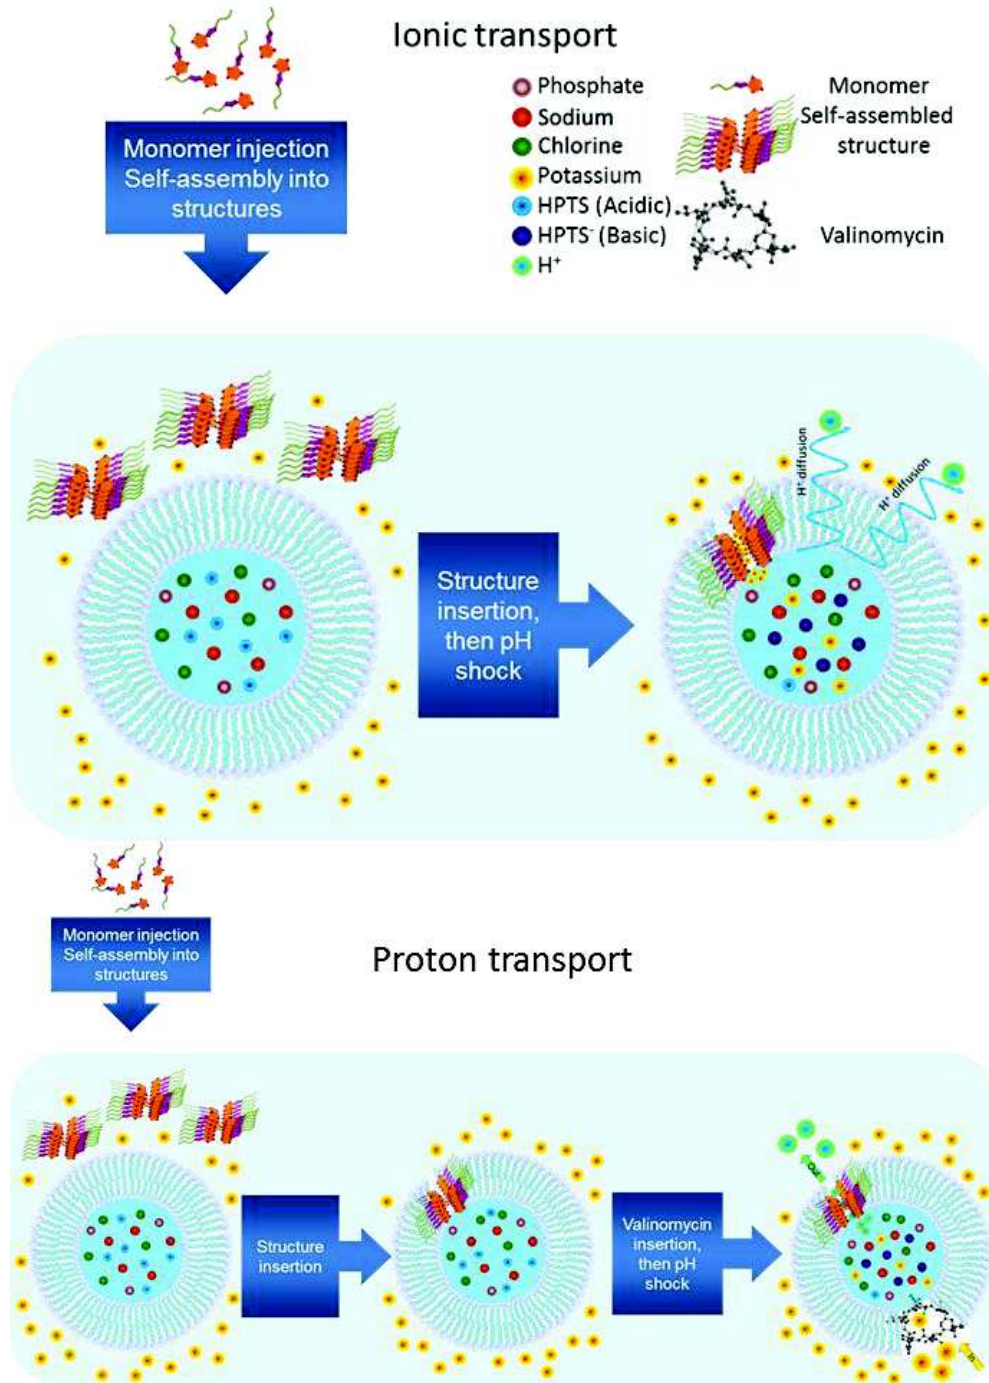 Ionic transport
Monomer injection
Self-assembly into
structures
Phosphate
Sodium
Chlorine
Potassium
HPTS (Acidic)
HPTS⁻ (Basic)
H⁺
Monomer
Self-assembled
structure
Valinomycin
Structure
insertion,
then pH
shock
H⁺ diffusion
H⁺ diffusion
Monomer injection
Self-assembly into
structures
Proton transport
Structure
insertion
Valinomycin
insertion,
then pH
shock
Out
In